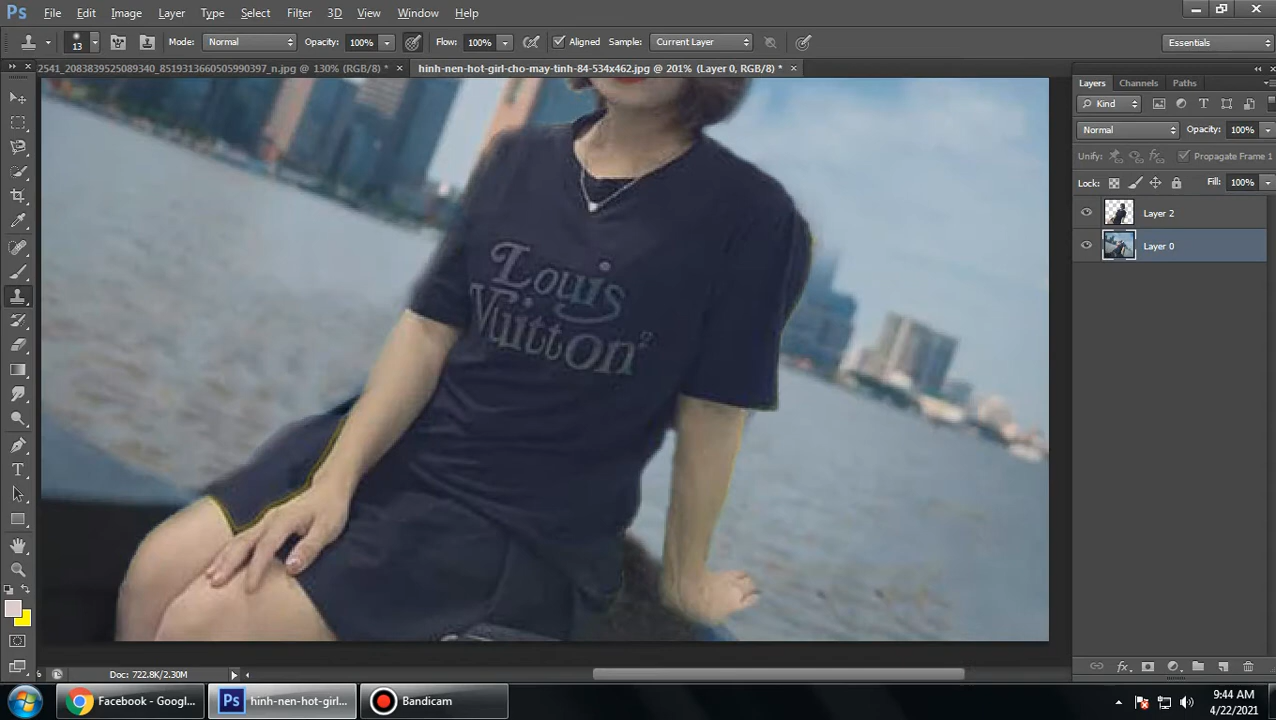 Ps File Edit Image Layer Type Select Filter 3D View Window Help
13 Mode: Normal Opacity: 100% Flow: 100% Aligned Sample: Current Layer Essentials
2541_2083839525089340_8519313660505990397_n.jpg @ 130% (RGB/8) * × hinh-nen-hot-girl-cho-may-tinh-84-534x462.jpg @ 201% (Layer 0, RGB/8) * ×
Layers Channels Paths
Kind
Normal Opacity: 100%
Unify: Propagate Frame 1
Lock: Fill: 100%
Layer 2
Layer 0
Louis
Vuitton
Doc: 722.8K/2.30M
Facebook - Googl... Ps hinh-nen-hot-girl... Bandicam
9:44 AM
4/22/2021